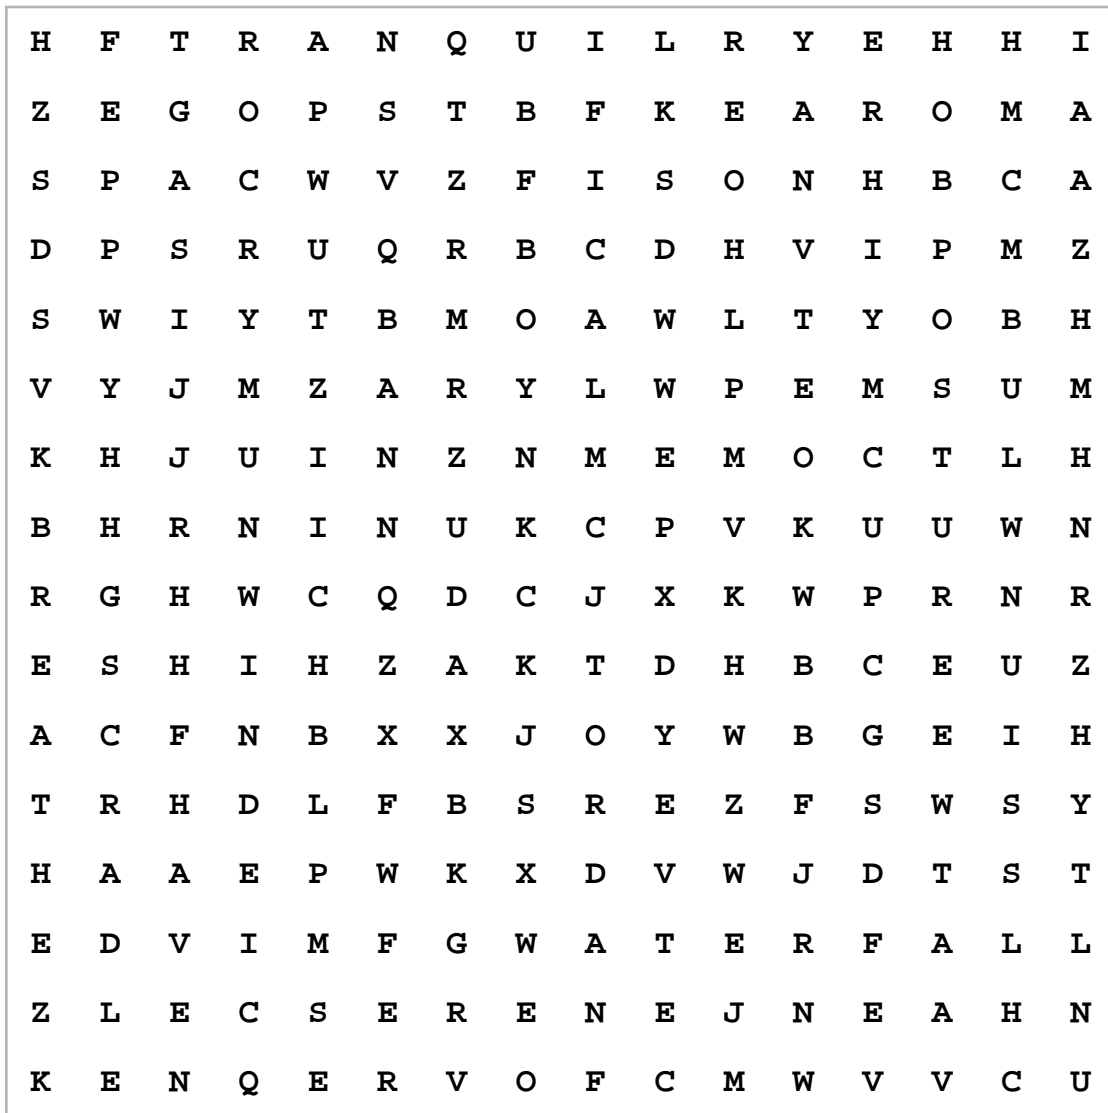 H F T R A N Q U I L R Y E H H I
Z E G O P S T B F K E A R O M A
S P A C W V Z F I S O N H B C A
D P S R U Q R B C D H V I P M Z
S W I Y T B M O A W L T Y O B H
V Y J M Z A R Y L W P E M S U M
K H J U I N Z N M E M O C T L H
B H R N I N U K C P V K U U W N
R G H W C Q D C J X K W P R N R
E S H I H Z A K T D H B C E U Z
A C F N B X X J O Y W B G E I H
T R H D L F B S R E Z F S W S Y
H A A E P W K X D V W J D T S T
E D V I M F G W A T E R F A L L
Z L E C S E R E N E J N E A H N
K E N Q E R V O F C M W V V C U